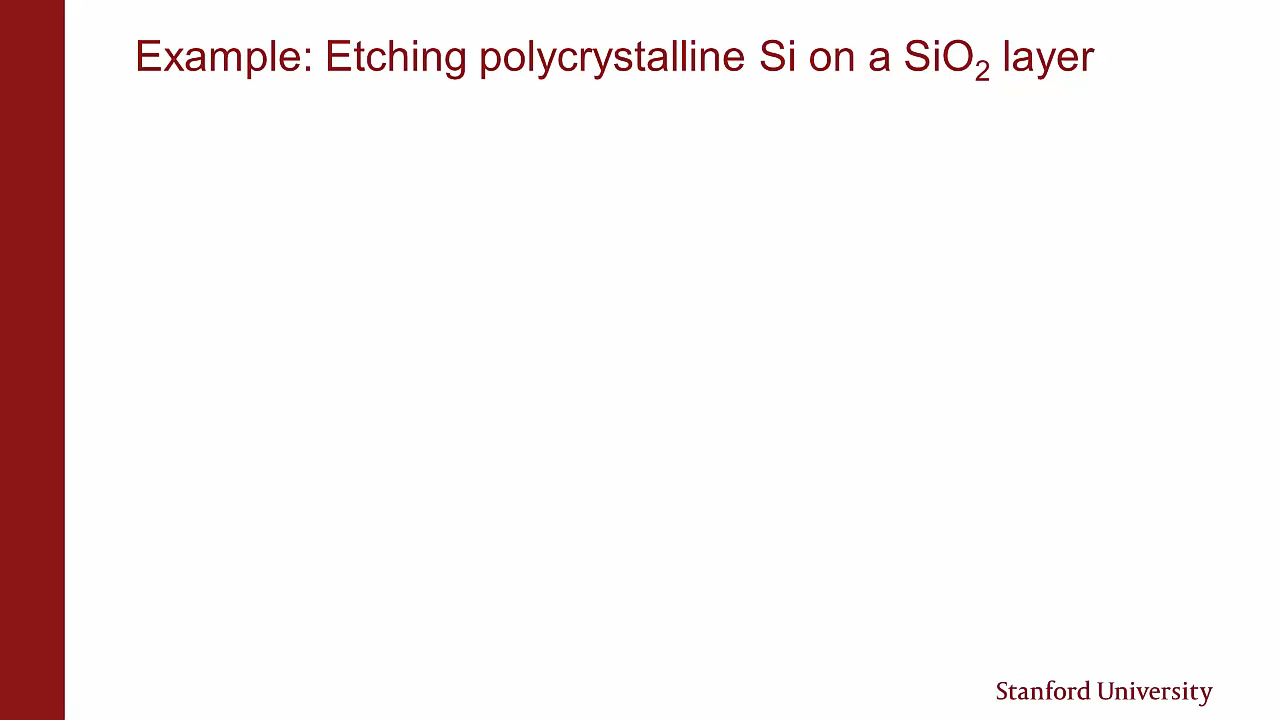 Example: Etching polycrystalline Si on a SiO₂ layer
Stanford University